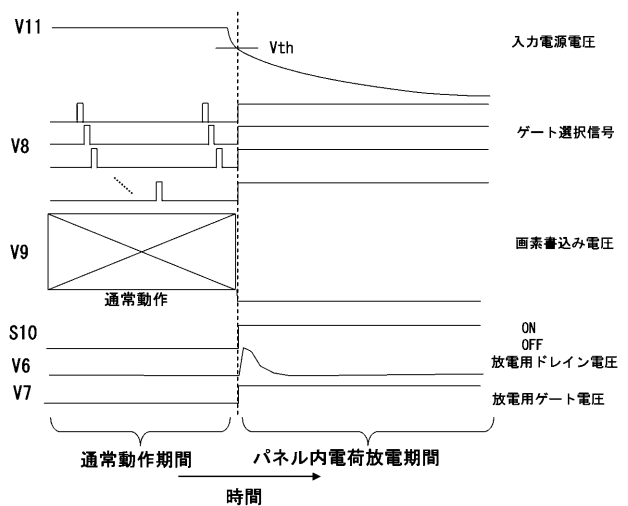 V11
Vth
入力電源電圧
V8
ゲート選択信号
V9
画素書込み電圧
通常動作
S10
ON
OFF
V6
放電用ドレイン電圧
V7
放電用ゲート電圧
通常動作期間
パネル内電荷放電期間
時間